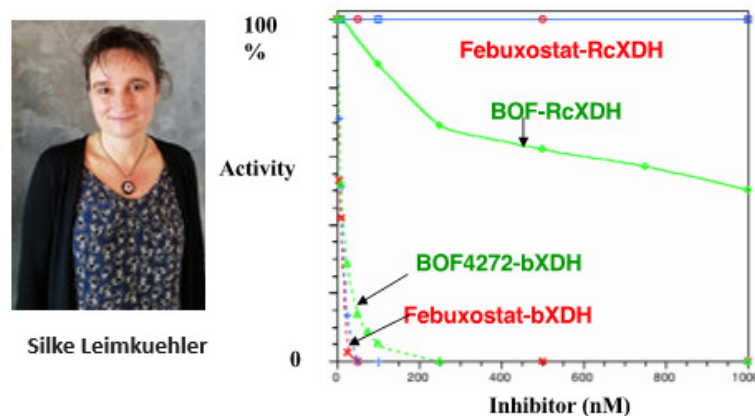 100
%
Febuxostat-RcXDH
BOF-RcXDH
Activity
BOF4272-bXDH
Febuxostat-bXDH
Silke Leimkuehler
0
0 200 400 600 800 1000
Inhibitor (nM)